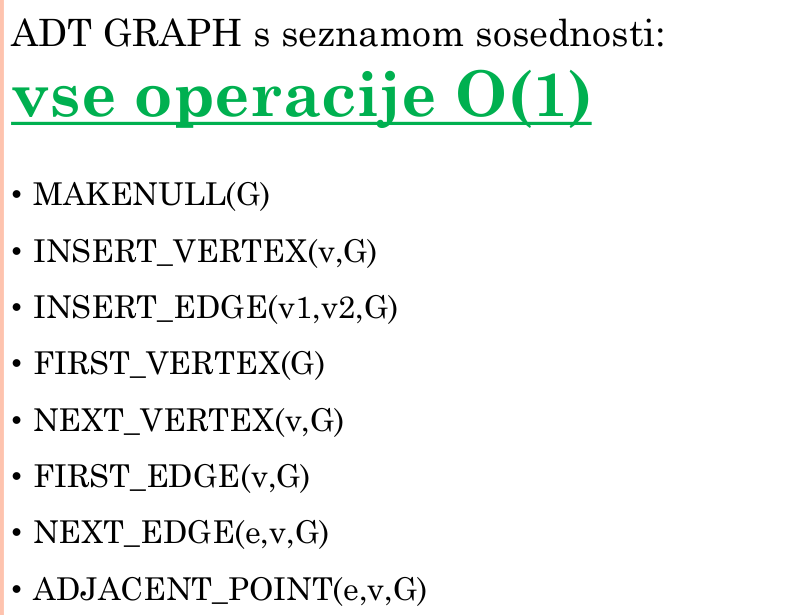 ADT GRAPH s seznamom sosednosti:
vse operacije O(1)
• MAKENULL(G)
• INSERT_VERTEX(v,G)
• INSERT_EDGE(v1,v2,G)
• FIRST_VERTEX(G)
• NEXT_VERTEX(v,G)
• FIRST_EDGE(v,G)
• NEXT_EDGE(e,v,G)
• ADJACENT_POINT(e,v,G)